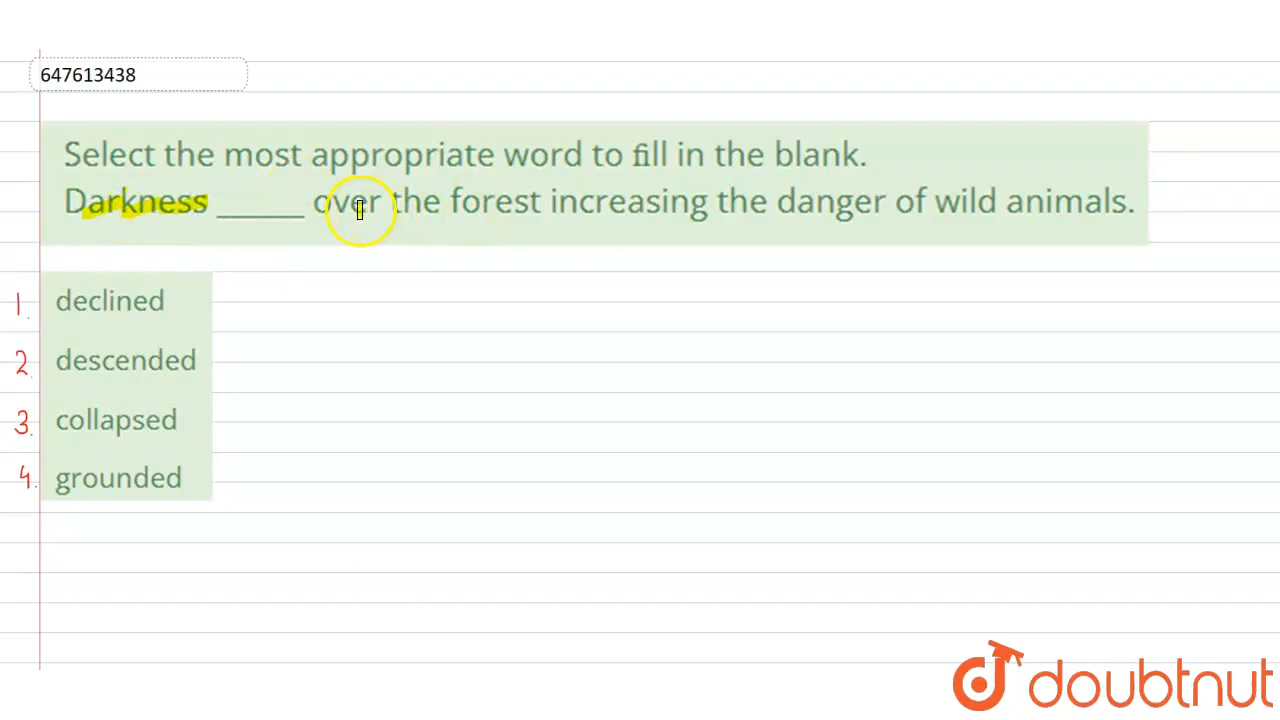 647613438
Select the most appropriate word to fill in the blank.
Darkness ______ over the forest increasing the danger of wild animals.
1. declined
2. descended
3. collapsed
4. grounded
doubtnut